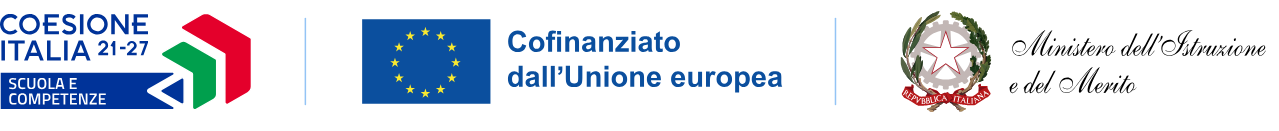 COESIONE
ITALIA 21-27
SCUOLA E
COMPETENZE
Cofinanziato
dall'Unione europea
REPVBBLICA ITALIANA
Ministero dell'Istruzione
e del Merito